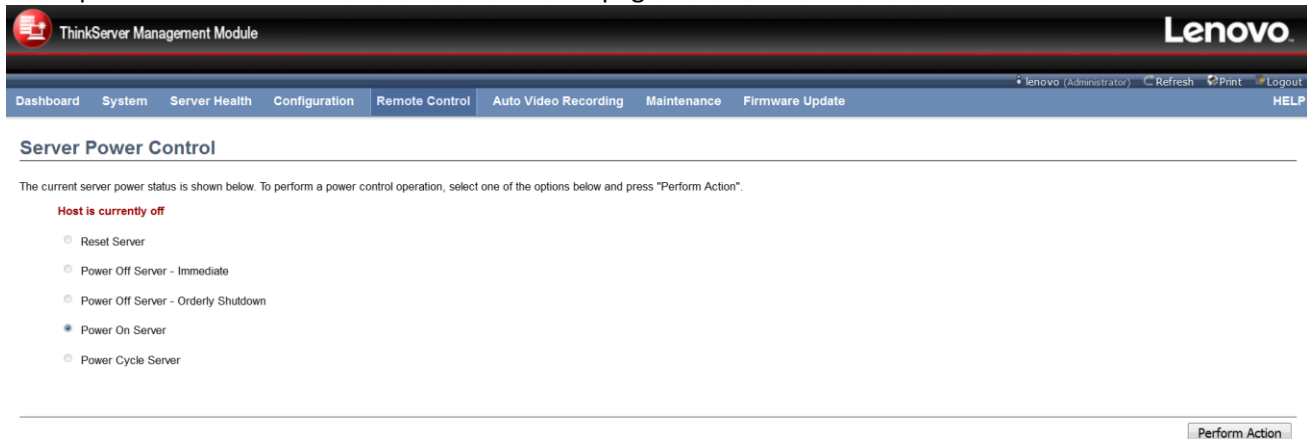 ThinkServer Management Module
Lenovo
lenovo (Administrator) Refresh Print Logout
Dashboard System Server Health Configuration Remote Control Auto Video Recording Maintenance Firmware Update HELP
Server Power Control
The current server power status is shown below. To perform a power control operation, select one of the options below and press "Perform Action".
Host is currently off
Reset Server
Power Off Server - Immediate
Power Off Server - Orderly Shutdown
Power On Server
Power Cycle Server
Perform Action